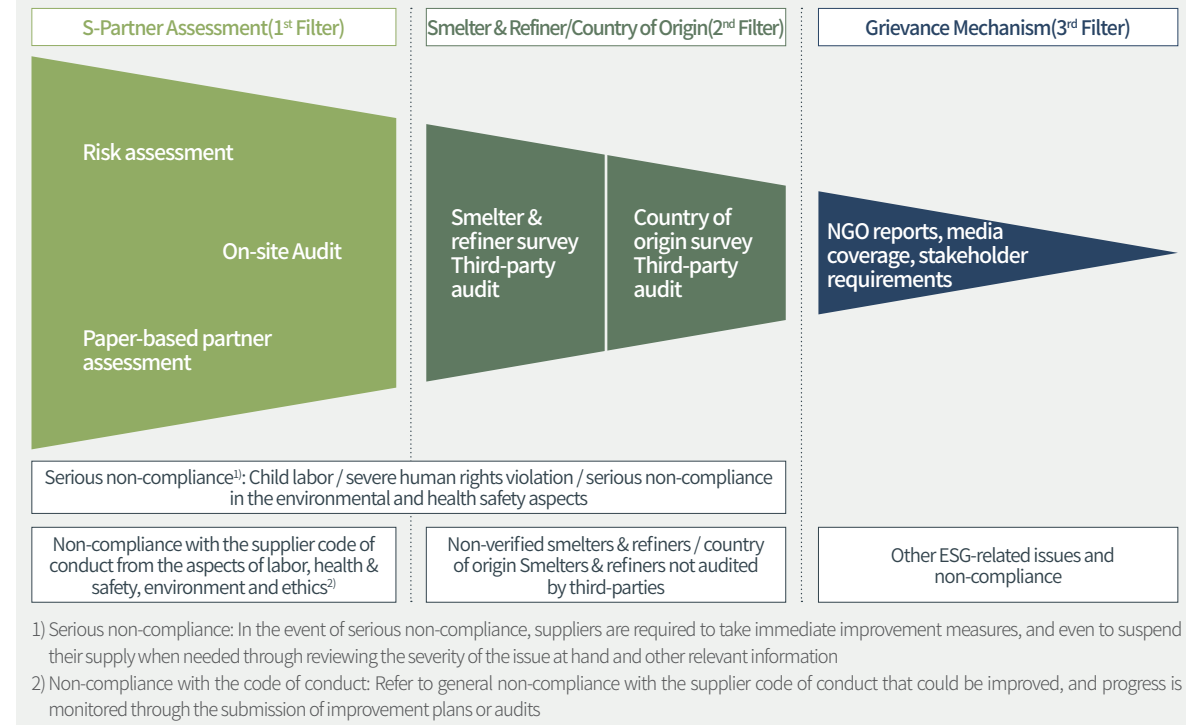 S-Partner Assessment(1st Filter)
Smelter & Refiner/Country of Origin(2nd Filter)
Grievance Mechanism(3rd Filter)
Risk assessment
On-site Audit
Paper-based partner
assessment
Smelter &
refiner survey
Third-party
audit
Country of
origin survey
Third-party
audit
NGO reports, media
coverage, stakeholder
requirements
Serious non-compliance1): Child labor / severe human rights violation / serious non-compliance
in the environmental and health safety aspects
Non-compliance with the supplier code of
conduct from the aspects of labor, health &
safety, environment and ethics2)
Non-verified smelters & refiners / country
of origin Smelters & refiners not audited
by third-parties
Other ESG-related issues and
non-compliance
1) Serious non-compliance: In the event of serious non-compliance, suppliers are required to take immediate improvement measures, and even to suspend
their supply when needed through reviewing the severity of the issue at hand and other relevant information
2) Non-compliance with the code of conduct: Refer to general non-compliance with the supplier code of conduct that could be improved, and progress is
monitored through the submission of improvement plans or audits